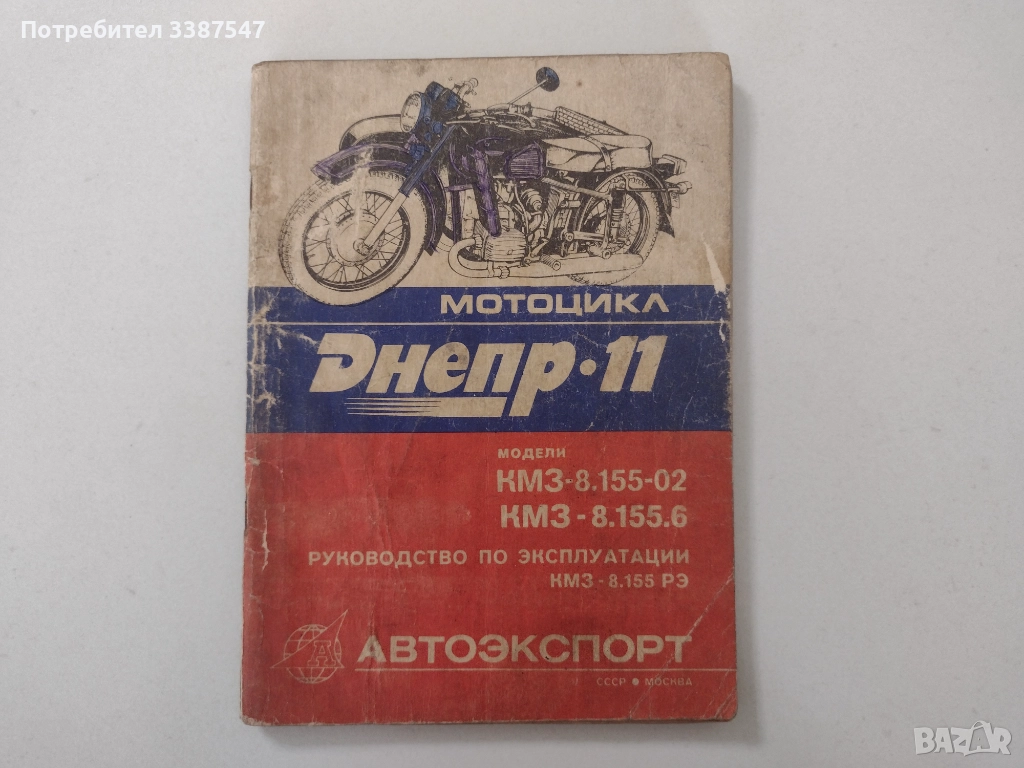 Потребител 3387547
МОТОЦИКЛ
Днепр·11
МОДЕЛИ
КМЗ-8.155-02
КМЗ-8.155.6
РУКОВОДСТВО ПО ЭКСПЛУАТАЦИИ
КМЗ-8.155 РЭ
А
АВТОЭКСПОРТ
СССР ● МОСКВА
BAZAR